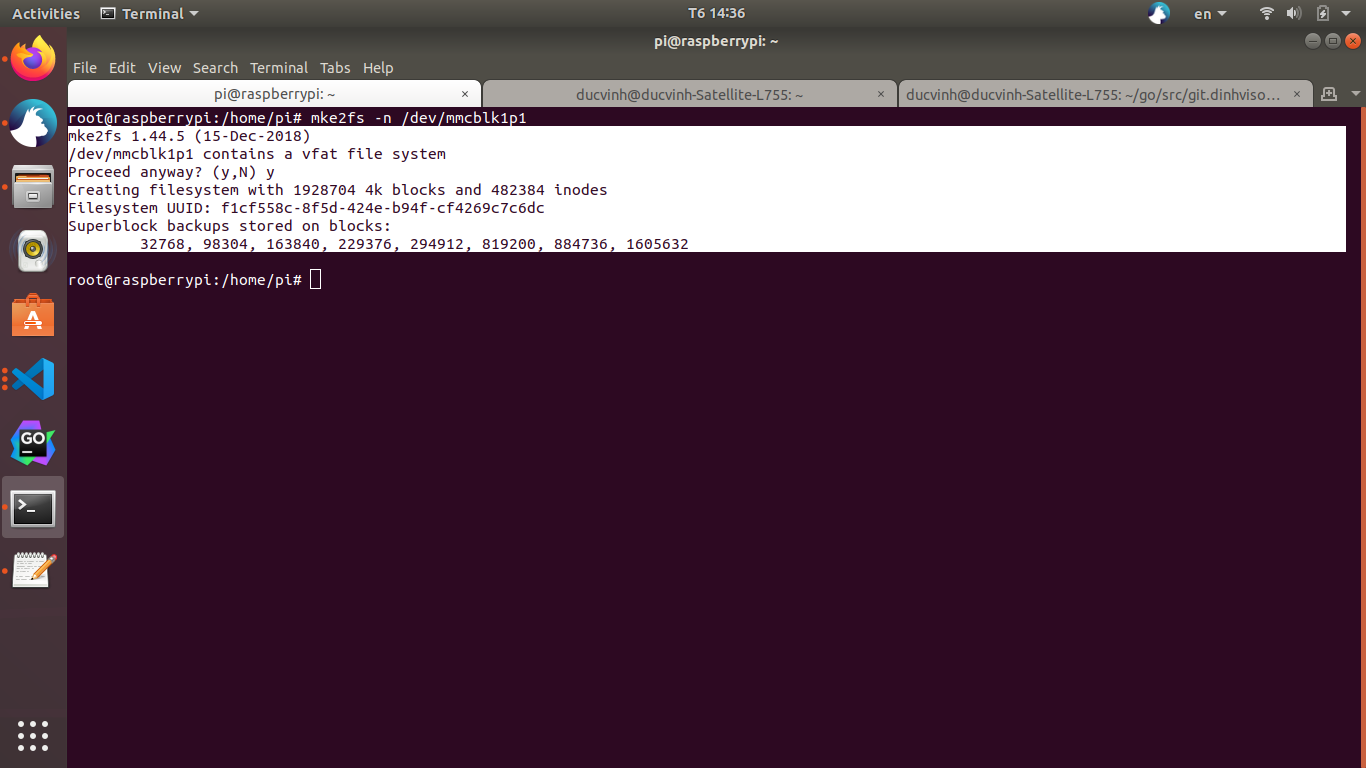 Activities Terminal T6 14:36 en
pi@raspberrypi: ~
File Edit View Search Terminal Tabs Help
pi@raspberrypi: ~ × ducvinh@ducvinh-Satellite-L755: ~ × ducvinh@ducvinh-Satellite-L755: ~/go/src/git.dinhviso... ×
root@raspberrypi:/home/pi# mke2fs -n /dev/mmcblk1p1
mke2fs 1.44.5 (15-Dec-2018)
/dev/mmcblk1p1 contains a vfat file system
Proceed anyway? (y,N) y
Creating filesystem with 1928704 4k blocks and 482384 inodes
Filesystem UUID: f1cf558c-8f5d-424e-b94f-cf4269c7c6dc
Superblock backups stored on blocks:
32768, 98304, 163840, 229376, 294912, 819200, 884736, 1605632
root@raspberrypi:/home/pi#
GO